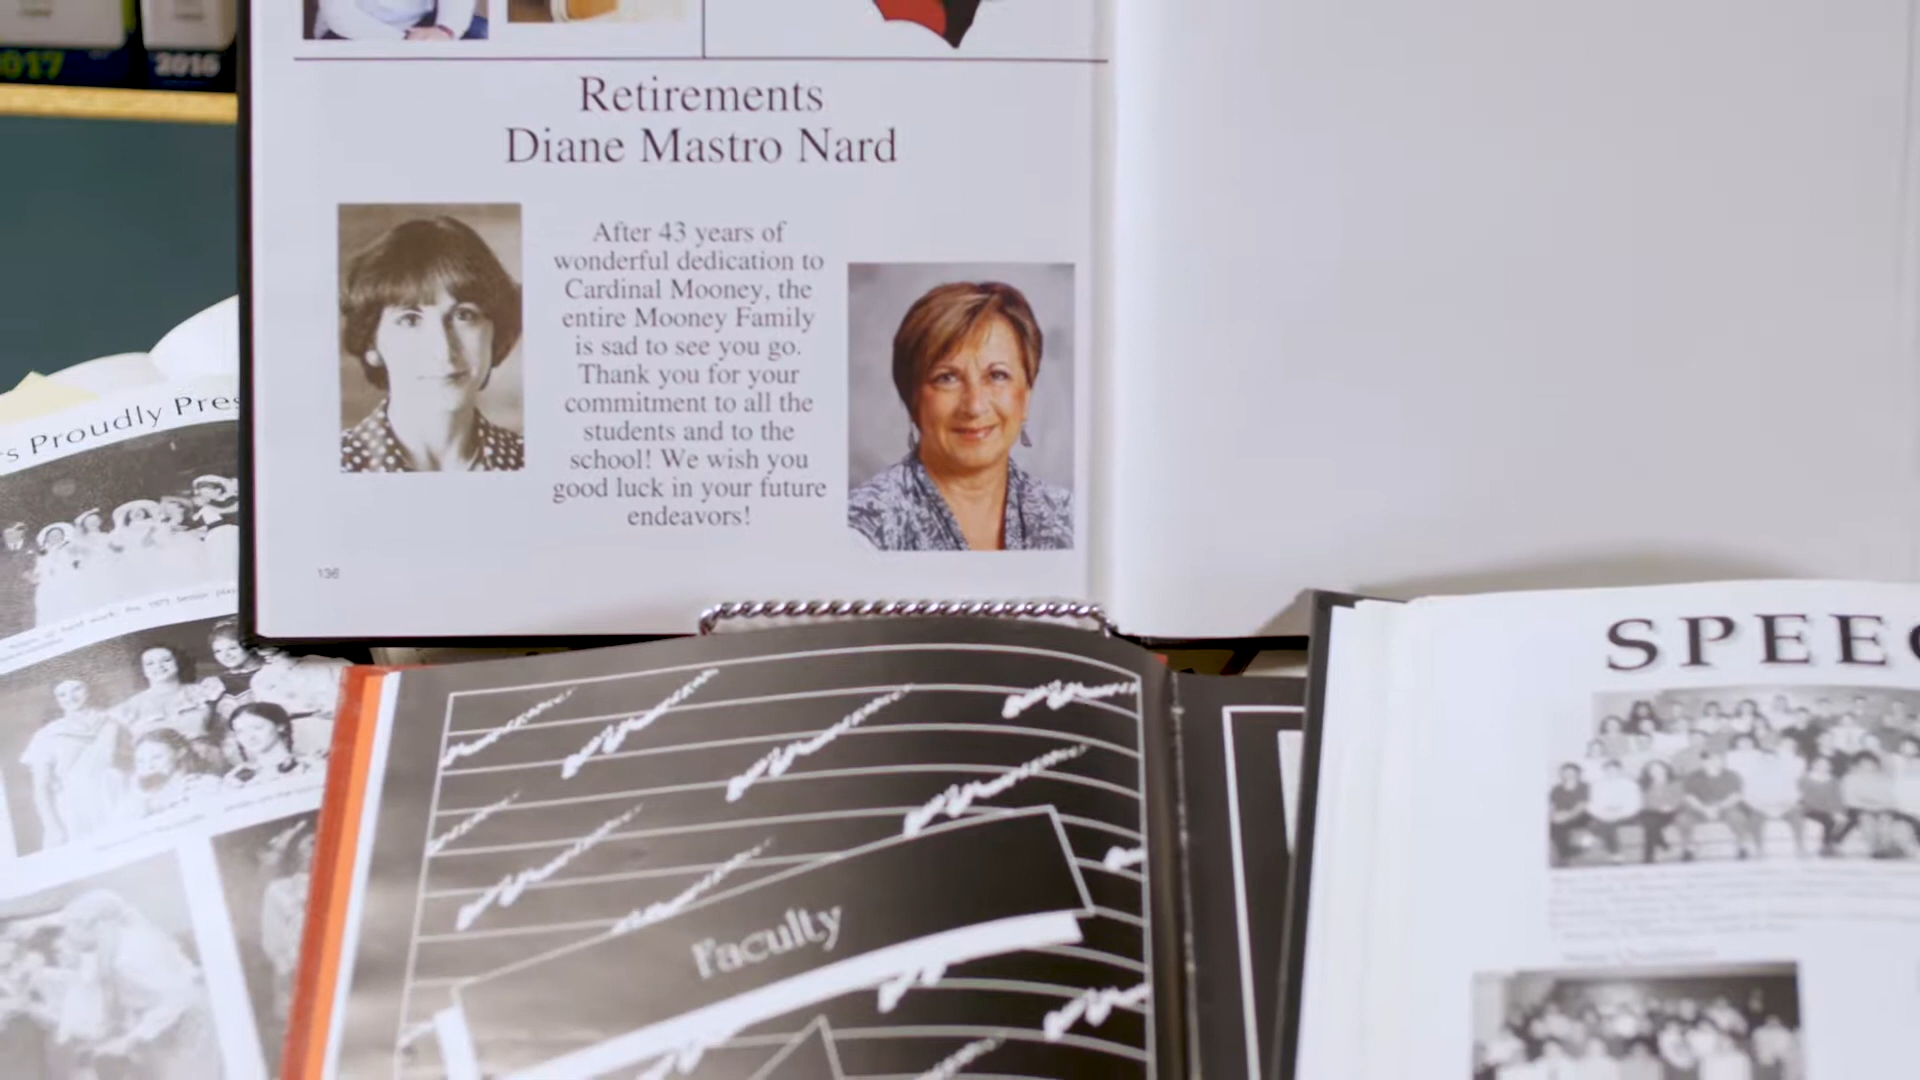 2017
2016
Retirements
Diane Mastro Nard
After 43 years of
wonderful dedication to
Cardinal Mooney, the
entire Mooney Family
is sad to see you go.
Thank you for your
commitment to all the
students and to the
school! We wish you
good luck in your future
endeavors!
136
Proudly
SPEE
Faculty